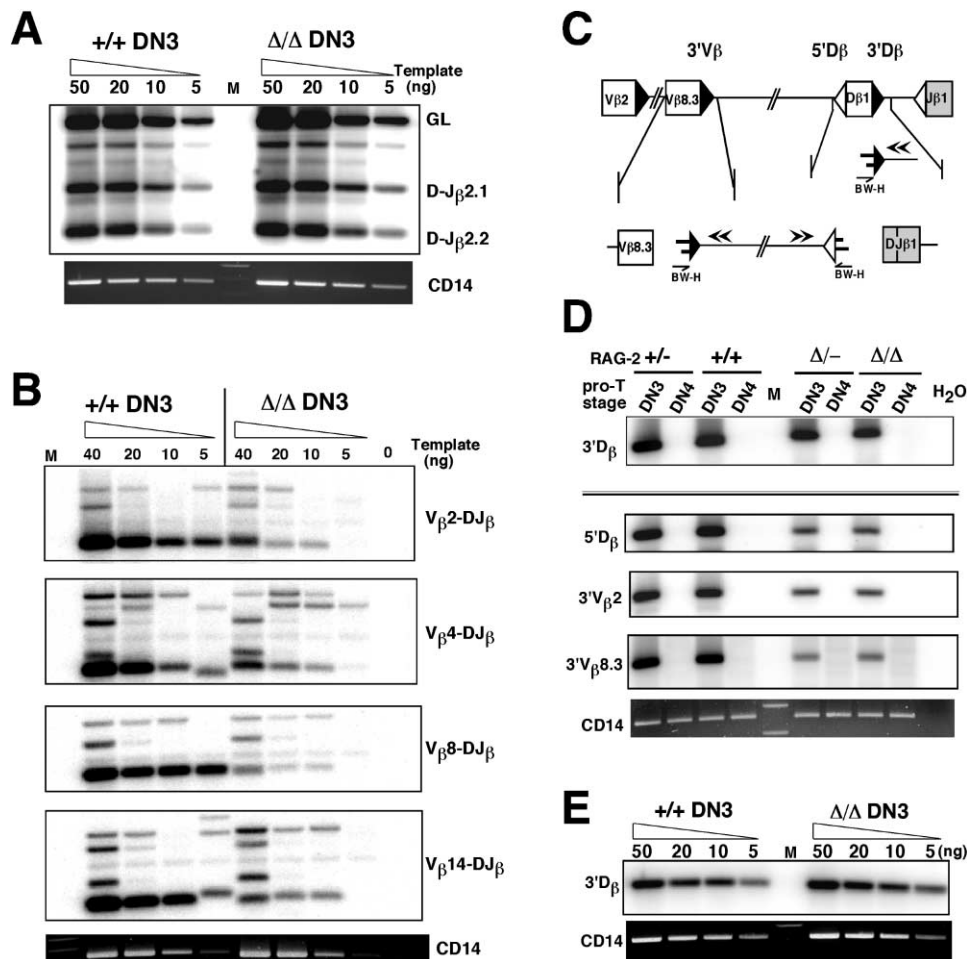 A
+/+ DN3
Δ/Δ DN3
Template
(ng)
50 20 10 5 M 50 20 10 5
GL
D-Jβ2.1
D-Jβ2.2
CD14
B
+/+ DN3
Δ/Δ DN3
Template
(ng)
M 40 20 10 5 40 20 10 5 0
Vβ2-DJβ
Vβ4-DJβ
Vβ8-DJβ
Vβ14-DJβ
CD14
C
3'Vβ 5'Dβ 3'Dβ
Vβ2 Vβ8.3 Dβ1 Jβ1
BW-H
Vβ8.3 DJβ1
BW-H BW-H
D
RAG-2 +/- +/+ Δ/− Δ/Δ
pro-T
stage
DN3 DN4 DN3 DN4 M DN3 DN4 DN3 DN4 H2O
3'Dβ
5'Dβ
3'Vβ2
3'Vβ8.3
CD14
E
+/+ DN3
Δ/Δ DN3
50 20 10 5 M 50 20 10 5 (ng)
3'Dβ
CD14